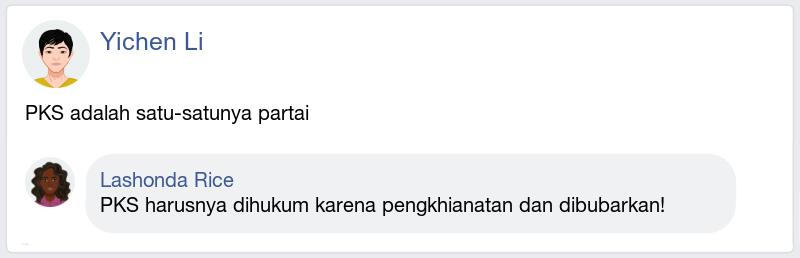 Yichen Li
PKS adalah satu-satunya partai
Lashonda Rice
PKS harusnya dihukum karena pengkhianatan dan dibubarkan!